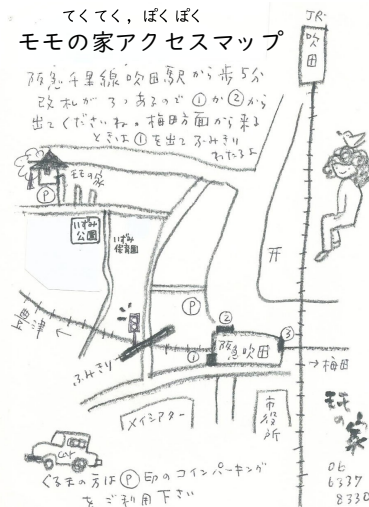 てくてく，ぽくぽく
モモの家アクセスマップ
JR
吹田
阪急千里線吹田駅から歩5分
改札が3つあるので①か②から
出てくださいね。梅田方面から来る
ときは①を出てふみきり
わたるよ
モモの家
P
いずみ
公園
いずみ
保育園
P
②
①
阪急吹田
③
豊津 ←
→ 梅田
ふみきり
メイシアター
市役所
モモの家
06
6337
8330
くるまの方はⓅ印のコインパーキング
をご利用下さい